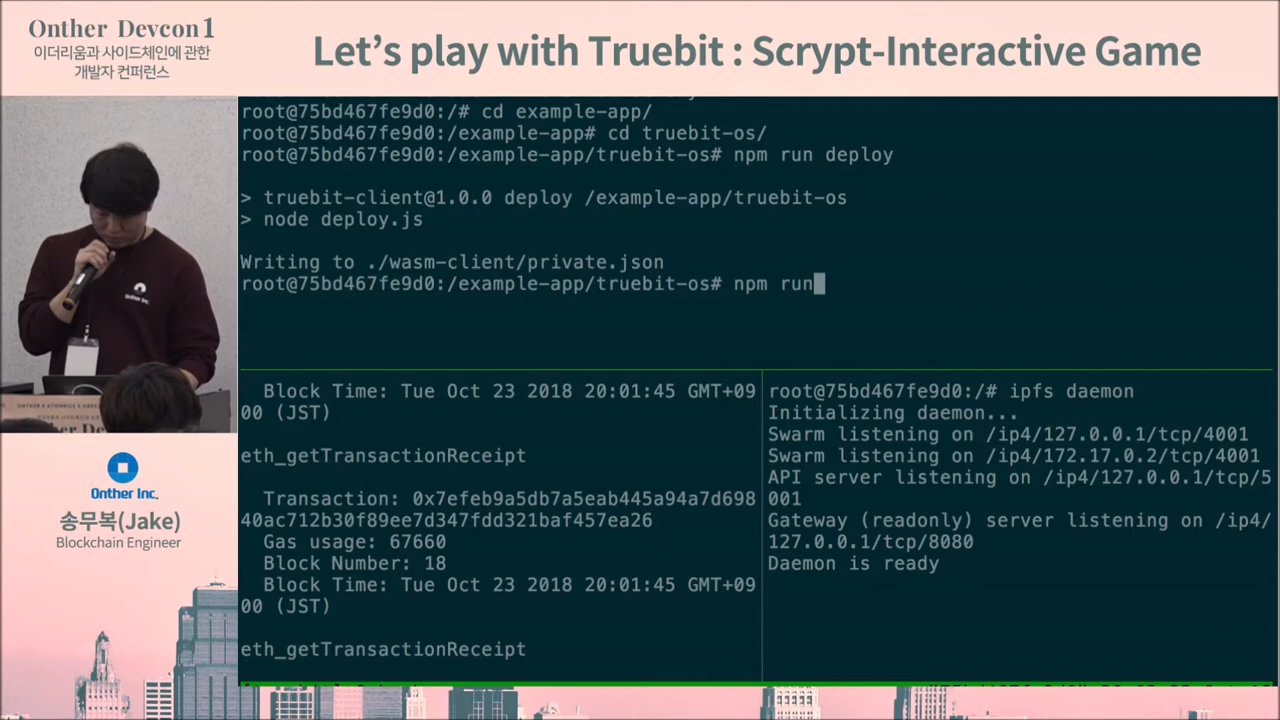 Onther Devcon1
이더리움과 사이드체인에 관한
개발자 컨퍼런스
Let's play with Truebit : Scrypt-Interactive Game
root@75bd467fe9d0:/# cd example-app/
root@75bd467fe9d0:/example-app# cd truebit-os/
root@75bd467fe9d0:/example-app/truebit-os# npm run deploy
> truebit-client@1.0.0 deploy /example-app/truebit-os
> node deploy.js
Writing to ./wasm-client/private.json
root@75bd467fe9d0:/example-app/truebit-os# npm run
Block Time: Tue Oct 23 2018 20:01:45 GMT+09
00 (JST)
eth_getTransactionReceipt
Transaction: 0x7efeb9a5db7a5eab445a94a7d698
40ac712b30f89ee7d347fdd321baf457ea26
Gas usage: 67660
Block Number: 18
Block Time: Tue Oct 23 2018 20:01:45 GMT+09
00 (JST)
eth_getTransactionReceipt
root@75bd467fe9d0:/# ipfs daemon
Initializing daemon...
Swarm listening on /ip4/127.0.0.1/tcp/4001
Swarm listening on /ip4/172.17.0.2/tcp/4001
API server listening on /ip4/127.0.0.1/tcp/5
001
Gateway (readonly) server listening on /ip4/
127.0.0.1/tcp/8080
Daemon is ready
Onther Inc.
Onther Inc.
송무복(Jake)
Blockchain Engineer